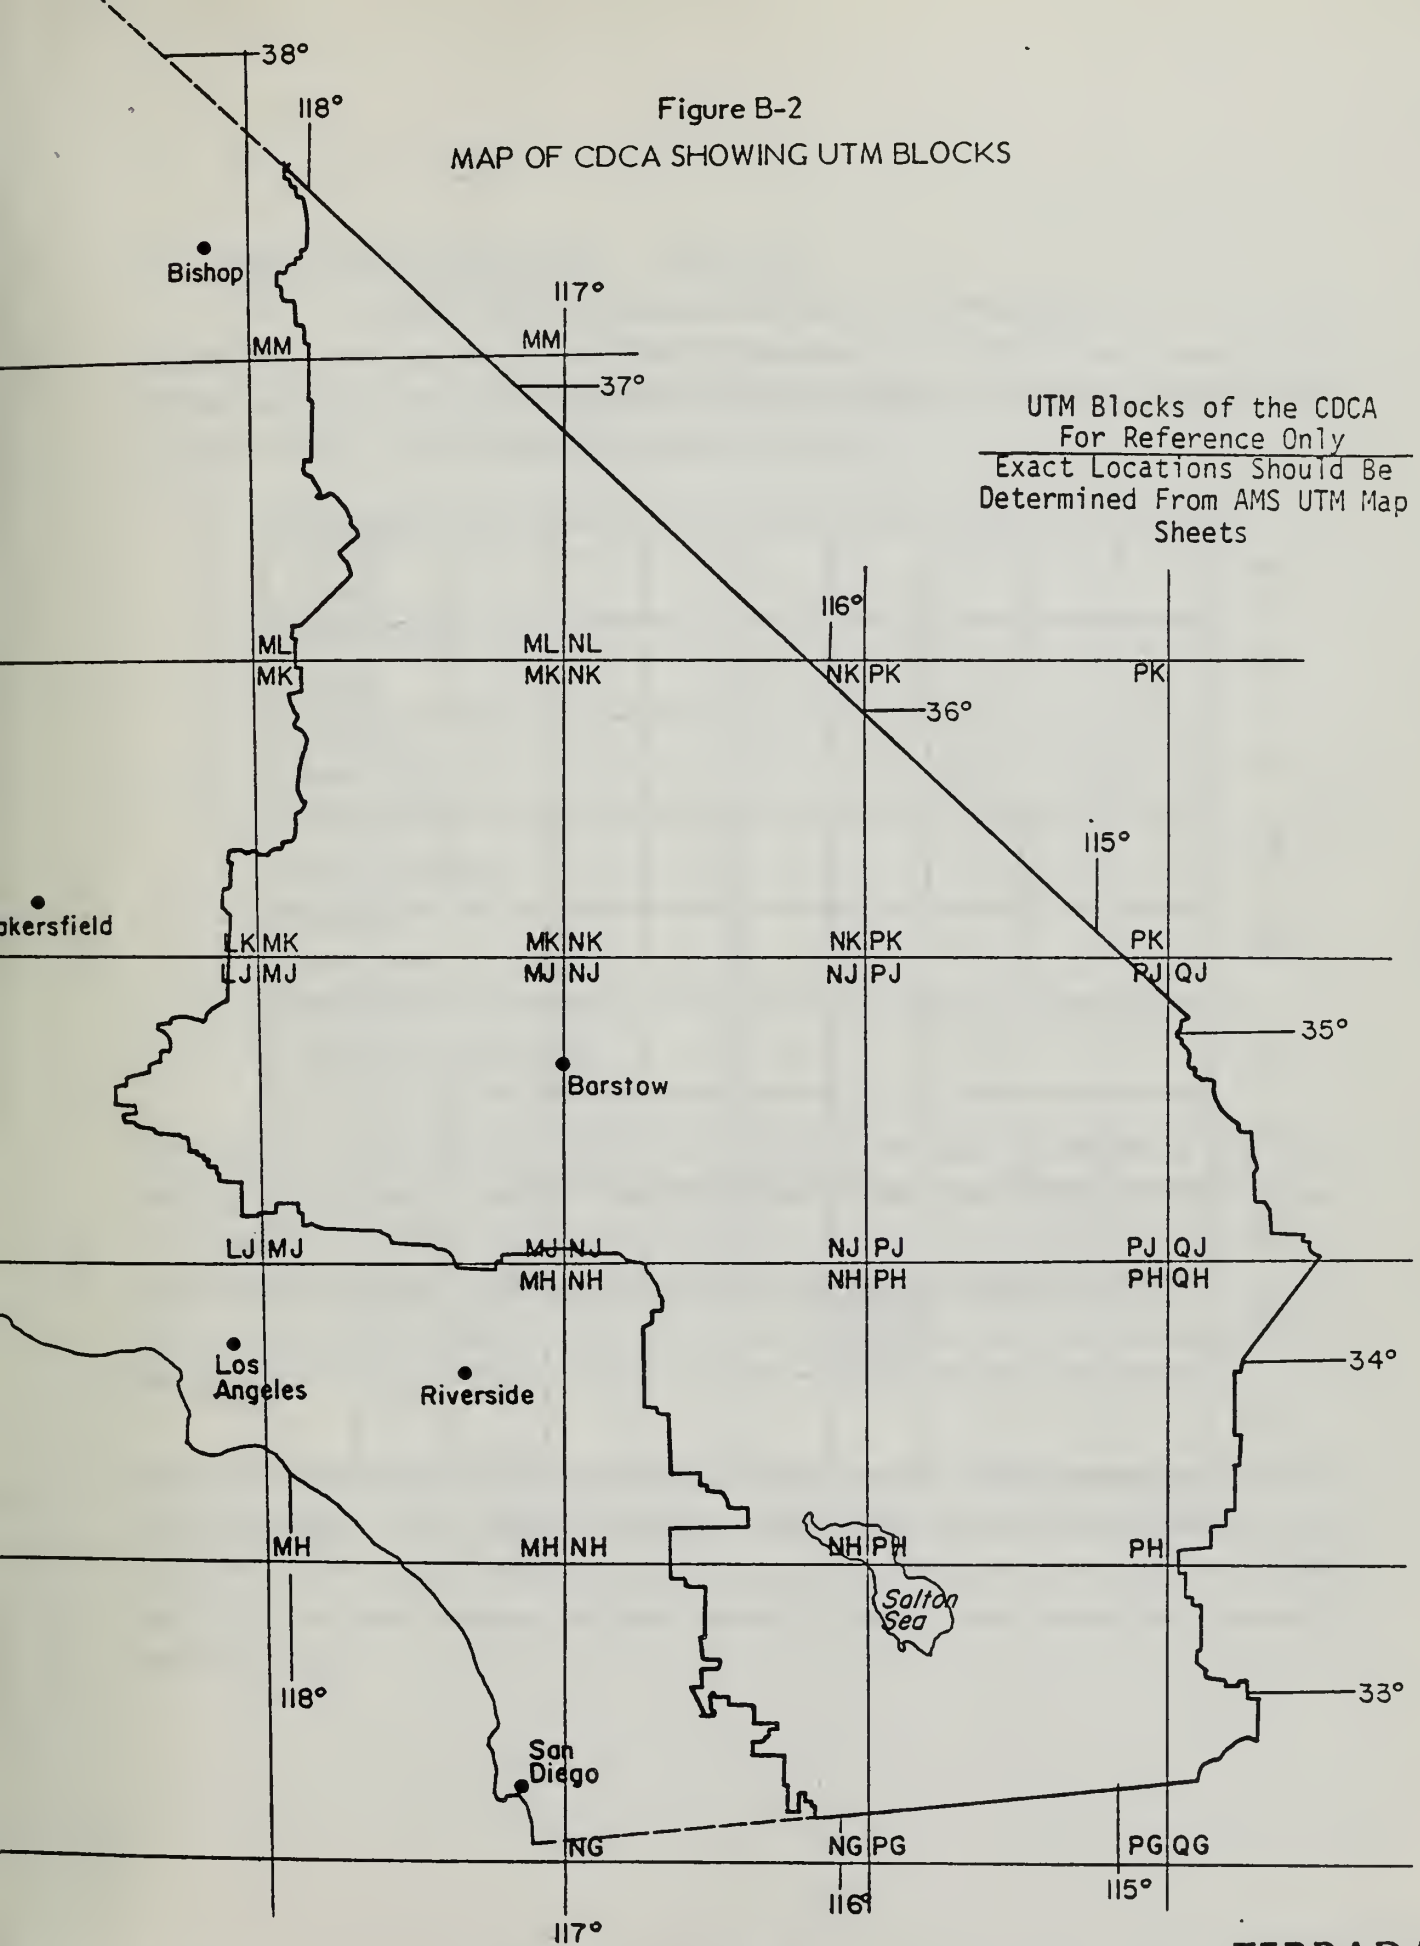 38°
118°
Figure B-2
MAP OF CDCA SHOWING UTM BLOCKS
Bishop
117°
MM MM
37°
UTM Blocks of the CDCA
For Reference Only
Exact Locations Should Be
Determined From AMS UTM Map
Sheets
116°
ML ML NL
MK MK NK NK PK PK
36°
115°
akersfield
LK MK MK NK NK PK PK
LJ MJ MJ NJ NJ PJ PJ QJ
35°
Barstow
LJ MJ MJ NJ NJ PJ PJ QJ
MH NH NH PH PH QH
34°
Los
Angeles
Riverside
MH MH NH NH PH PH
Salton
Sea
118°
33°
San
Diego
NG NG PG PG QG
115°
116°
117°